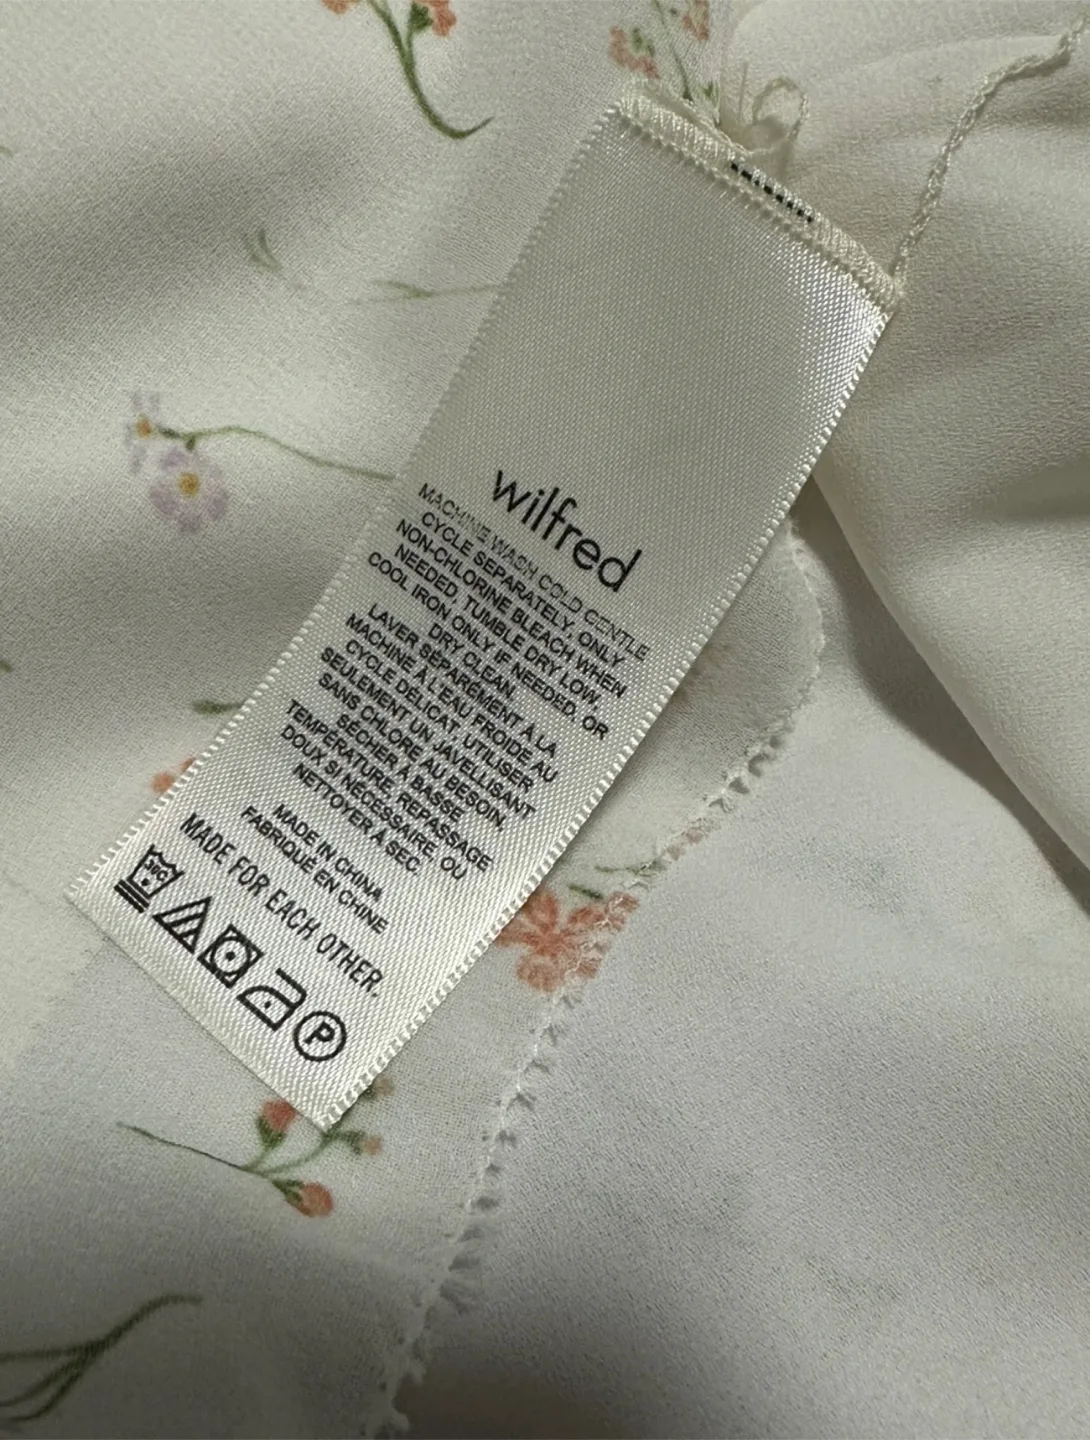 wilfred
MACHINE WASH COLD GENTLE
CYCLE SEPARATELY, ONLY
NON-CHLORINE BLEACH WHEN
NEEDED, TUMBLE DRY LOW,
COOL IRON ONLY IF NEEDED, OR
DRY CLEAN.
LAVER SÉPARÉMENT À LA
MACHINE À L'EAU FROIDE AU
CYCLE DÉLICAT, UTILISER
SEULEMENT UN JAVELLISANT
SANS CHLORE AU BESOIN,
SÉCHER À BASSE
TEMPÉRATURE, REPASSAGE
DOUX SI NÉCESSAIRE, OU
NETTOYER À SEC.
MADE IN CHINA
FABRIQUÉ EN CHINE
MADE FOR EACH OTHER.
30C
P